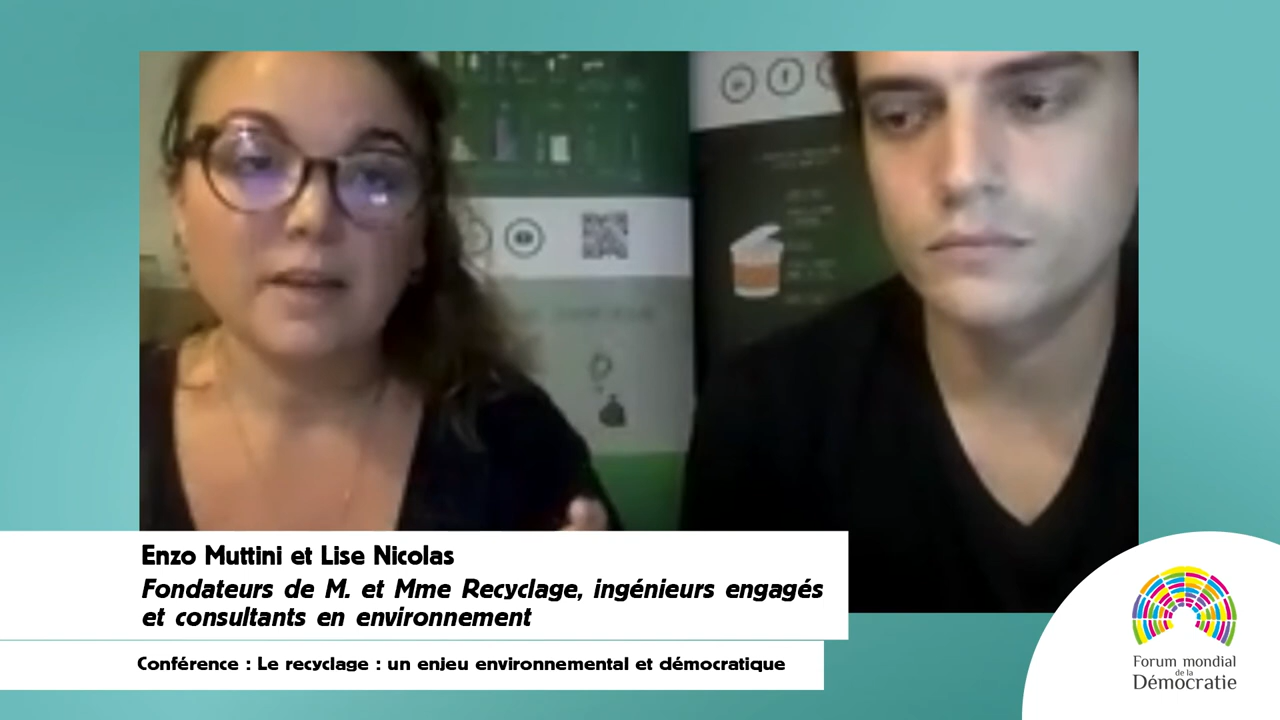 Enzo Muttini et Lise Nicolas
Fondateurs de M. et Mme Recyclage, ingénieurs engagés
et consultants en environnement
Conférence : Le recyclage : un enjeu environnemental et démocratique
Forum mondial
de la
Démocratie